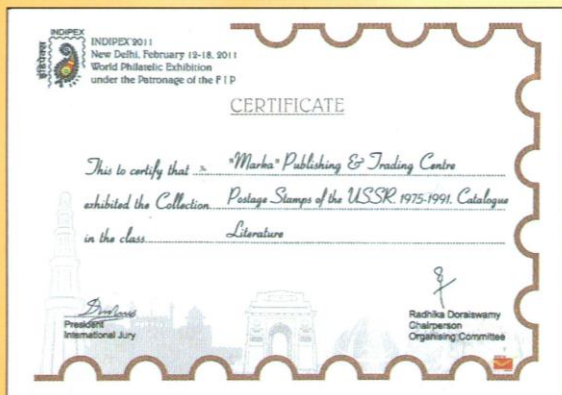 INDIPEX
इंडिपेक्स
INDIPEX 2011
New Delhi, February 12-18, 2011
World Philatelic Exhibition
under the Patronage of the F I P
CERTIFICATE
This to certify that "Marka" Publishing & Trading Centre
exhibited the Collection Postage Stamps of the USSR. 1975-1991. Catalogue
in the class Literature
President
International Jury
Radhika Doraiswamy
Chairperson
Organising Committee